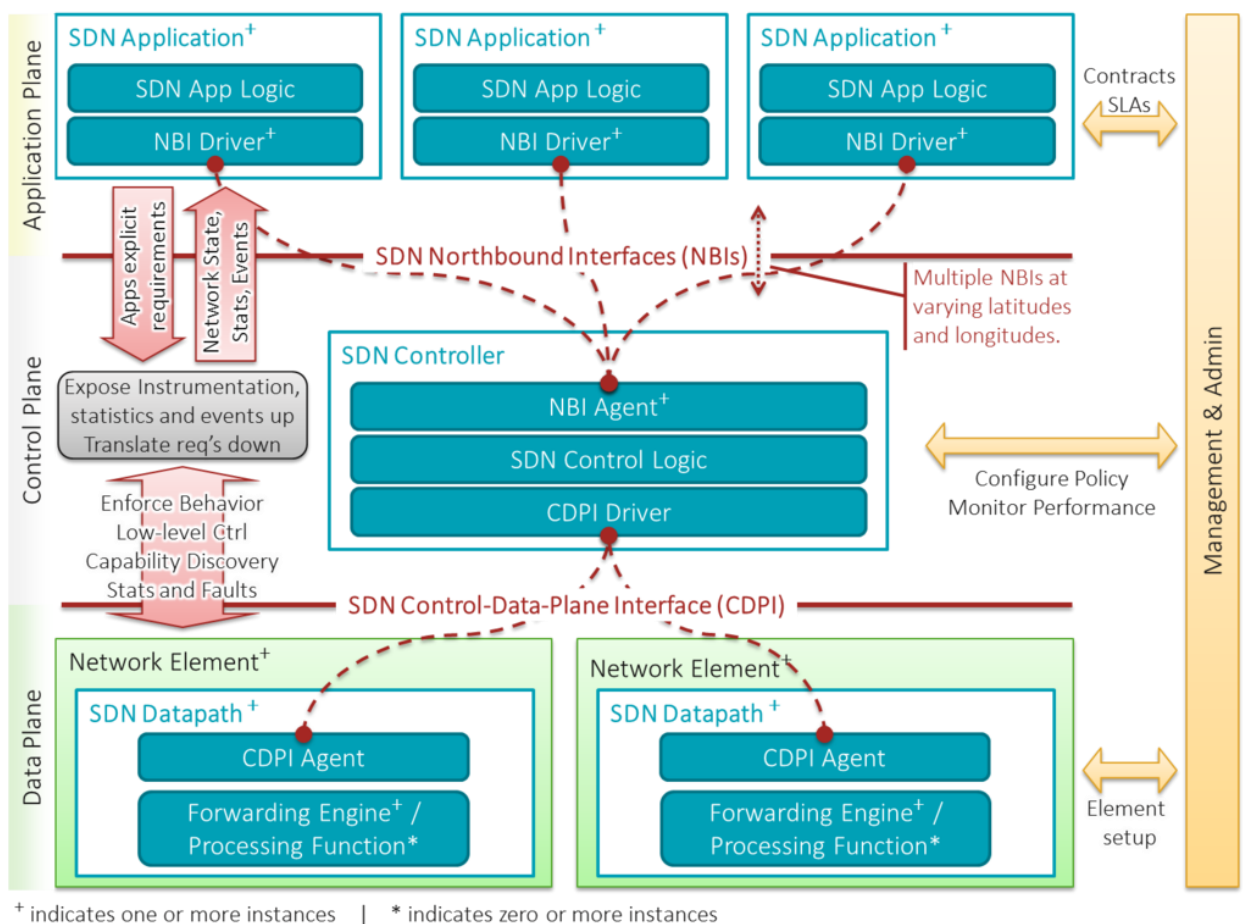 Application Plane
SDN Application+
SDN App Logic
NBI Driver+
SDN Application+
SDN App Logic
NBI Driver+
SDN Application+
SDN App Logic
NBI Driver+
Contracts
SLAs
Apps explicit
requirements
Network State,
Stats, Events
SDN Northbound Interfaces (NBIs)
Multiple NBIs at
varying latitudes
and longitudes.
Control Plane
Expose Instrumentation,
statistics and events up
Translate req's down
SDN Controller
NBI Agent+
SDN Control Logic
CDPI Driver
Configure Policy
Monitor Performance
Management & Admin
Enforce Behavior
Low-level Ctrl
Capability Discovery
Stats and Faults
SDN Control-Data-Plane Interface (CDPI)
Data Plane
Network Element+
SDN Datapath+
CDPI Agent
Forwarding Engine+ /
Processing Function*
Network Element+
SDN Datapath+
CDPI Agent
Forwarding Engine+ /
Processing Function*
Element
setup
+ indicates one or more instances | * indicates zero or more instances